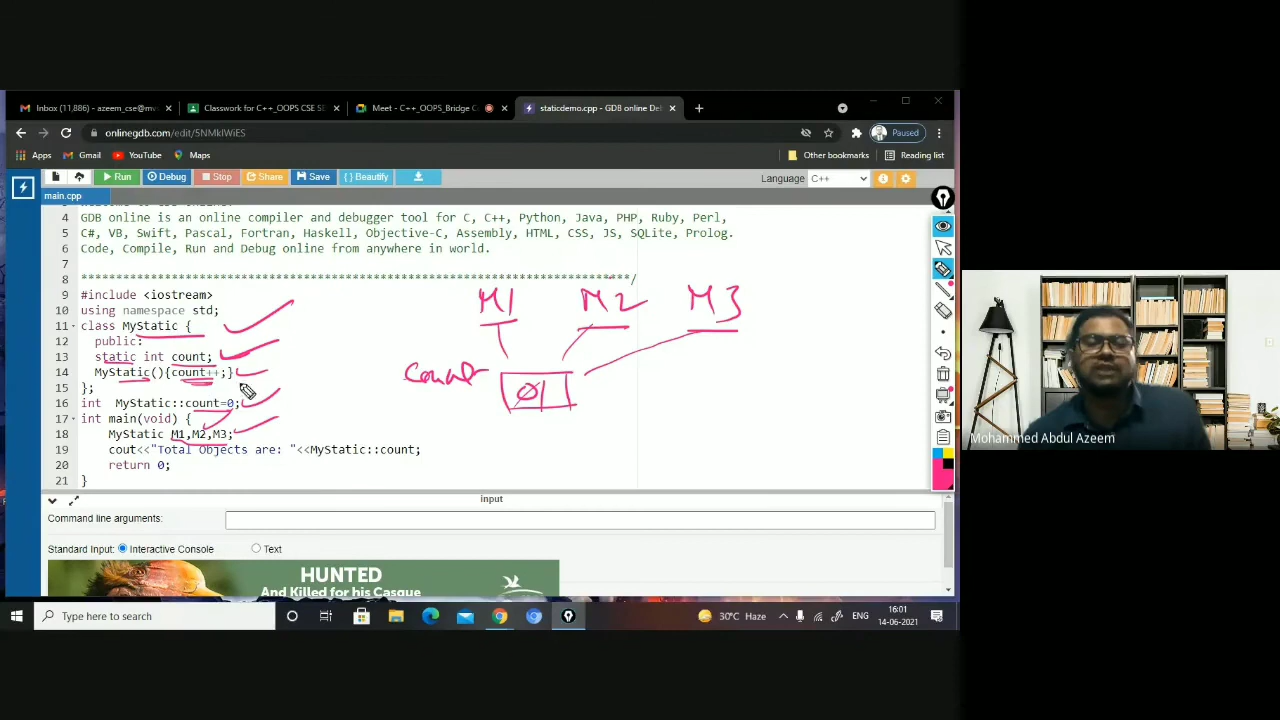 Inbox (11,886) - azeem_cse@mv
Classwork for C++_OOPS CSE SE
Meet - C++_OOPS_Bridge C
staticdemo.cpp - GDB online De
onlinegdb.com/edit/5NMkIWiES
Paused
Apps
Gmail
YouTube
Maps
Other bookmarks
Reading list
Run
Debug
Stop
Share
Save
{ } Beautify
Language C++
main.cpp
4 GDB online is an online compiler and debugger tool for C, C++, Python, Java, PHP, Ruby, Perl,
5 C#, VB, Swift, Pascal, Fortran, Haskell, Objective-C, Assembly, HTML, CSS, JS, SQLite, Prolog.
6 Code, Compile, Run and Debug online from anywhere in world.
7
8 *******************************************************************************/
9 #include <iostream>
10 using namespace std;
11 class MyStatic {
12 public:
13 static int count;
14 MyStatic(){count++;}
15 };
16 int MyStatic::count=0;
17 int main(void) {
18 MyStatic M1,M2,M3;
19 cout<<"Total Objects are: "<<MyStatic::count;
20 return 0;
21 }
M1 M2 M3
count
01
input
Command line arguments:
Standard Input: Interactive Console Text
HUNTED
And Killed for his Casque
Type here to search
30°C Haze
ENG
16:01
14-06-2021
Mohammed Abdul Azeem